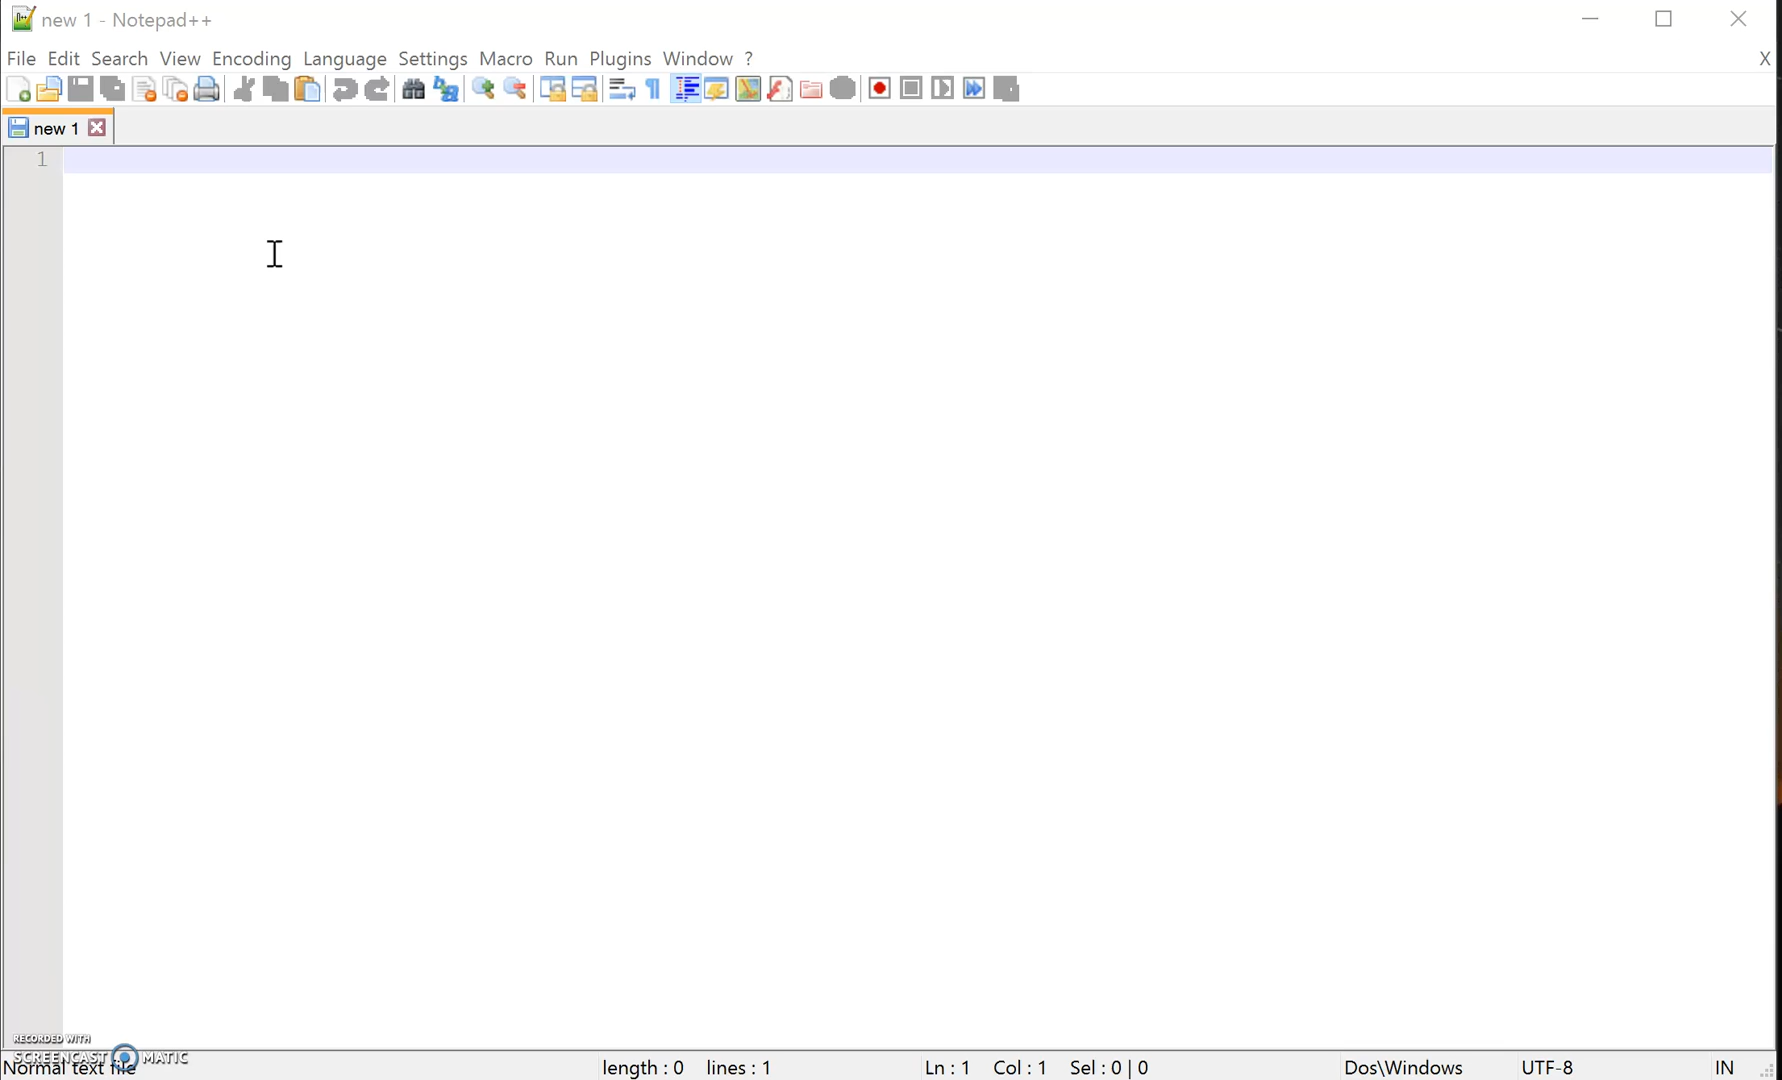 new 1 - Notepad++
File Edit Search View Encoding Language Settings Macro Run Plugins Window ? X
new 1
1
RECORDED WITH
SCREENCAST MATIC
Normal text file length : 0 lines : 1 Ln : 1 Col : 1 Sel : 0 | 0 Dos\Windows UTF-8 IN